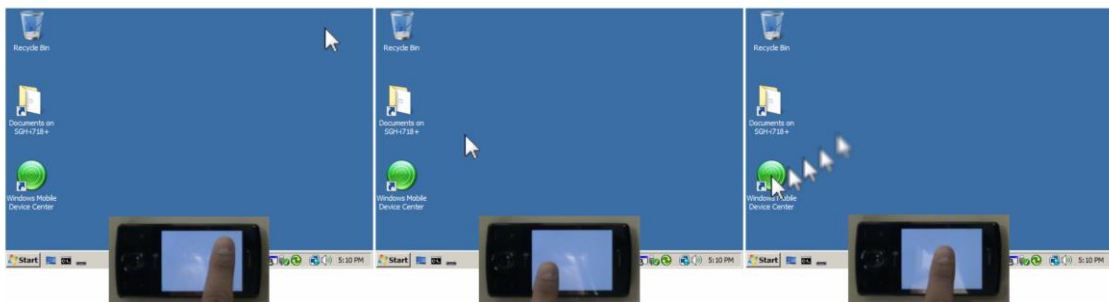 Recycle Bin
Documents on
SGH-i718+
Windows Mobile
Device Center
Start
5:10 PM
Recycle Bin
Documents on
SGH-i718+
Windows Mobile
Device Center
Start
5:10 PM
Recycle Bin
Documents on
SGH-i718+
Windows Mobile
Device Center
Start
5:10 PM